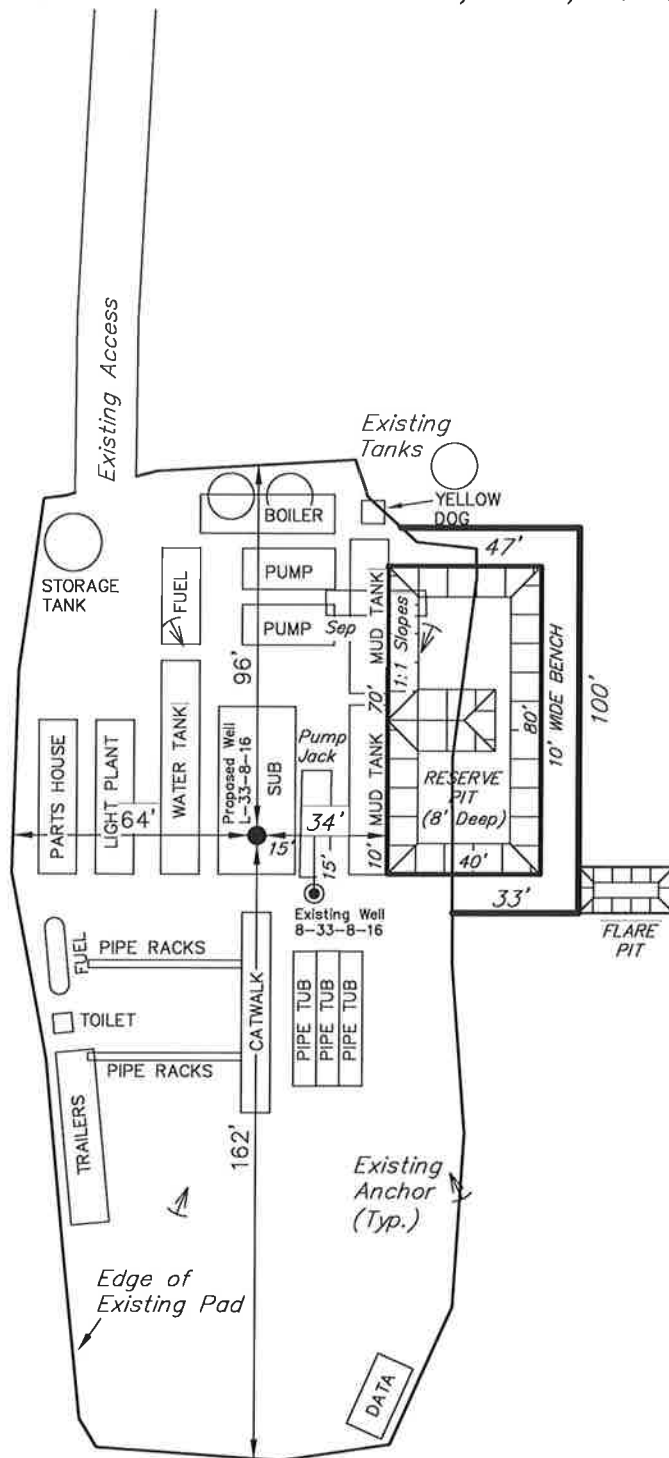 Existing Access
Existing
Tanks
YELLOW
DOG
BOILER
47'
STORAGE
TANK
FUEL
PUMP
PUMP
Sep
MUD TANK
1:1 Slopes
96'
70'
80'
10' WIDE BENCH
100'
PARTS HOUSE
LIGHT PLANT
WATER TANK
Proposed Well
L-33-8-16
SUB
Pump
Jack
MUD TANK
RESERVE
PIT
(8' Deep)
64'
15'
34'
15'
10'
40'
33'
Existing Well
8-33-8-16
FLARE
PIT
FUEL
PIPE RACKS
TOILET
CATWALK
PIPE TUB
PIPE TUB
PIPE TUB
PIPE RACKS
TRAILERS
162'
Existing
Anchor
(Typ.)
Edge of
Existing Pad
DATA